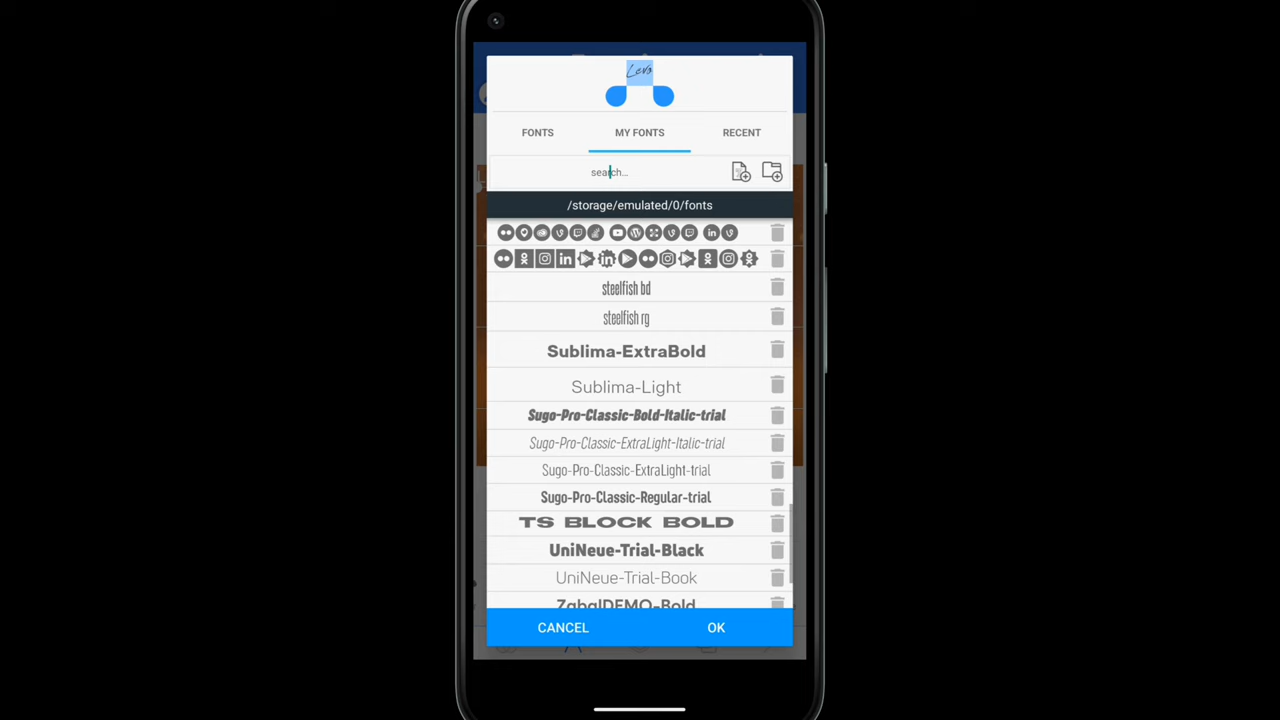 Levo
FONTS MY FONTS RECENT
search...
/storage/emulated/0/fonts
steelfish bd
steelfish rg
Sublima-ExtraBold
Sublima-Light
Sugo-Pro-Classic-Bold-Italic-trial
Sugo-Pro-Classic-ExtraLight-Italic-trial
Sugo-Pro-Classic-ExtraLight-trial
Sugo-Pro-Classic-Regular-trial
TS BLOCK BOLD
UniNeue-Trial-Black
UniNeue-Trial-Book
ZabalDEMO-Bold
CANCEL OK